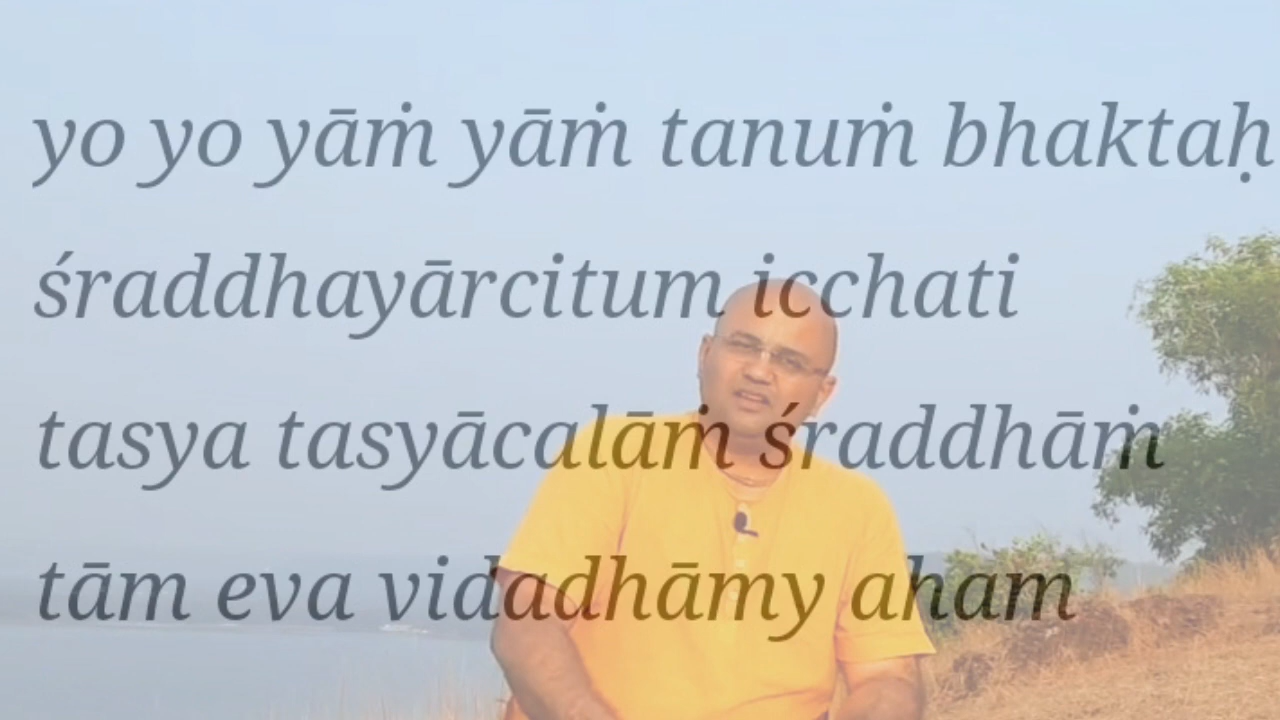 yo yo yāṁ yāṁ tanuṁ bhaktaḥ
śraddhayārcitum icchati
tasya tasyācalāṁ śraddhāṁ
tām eva vidadhāmy aham